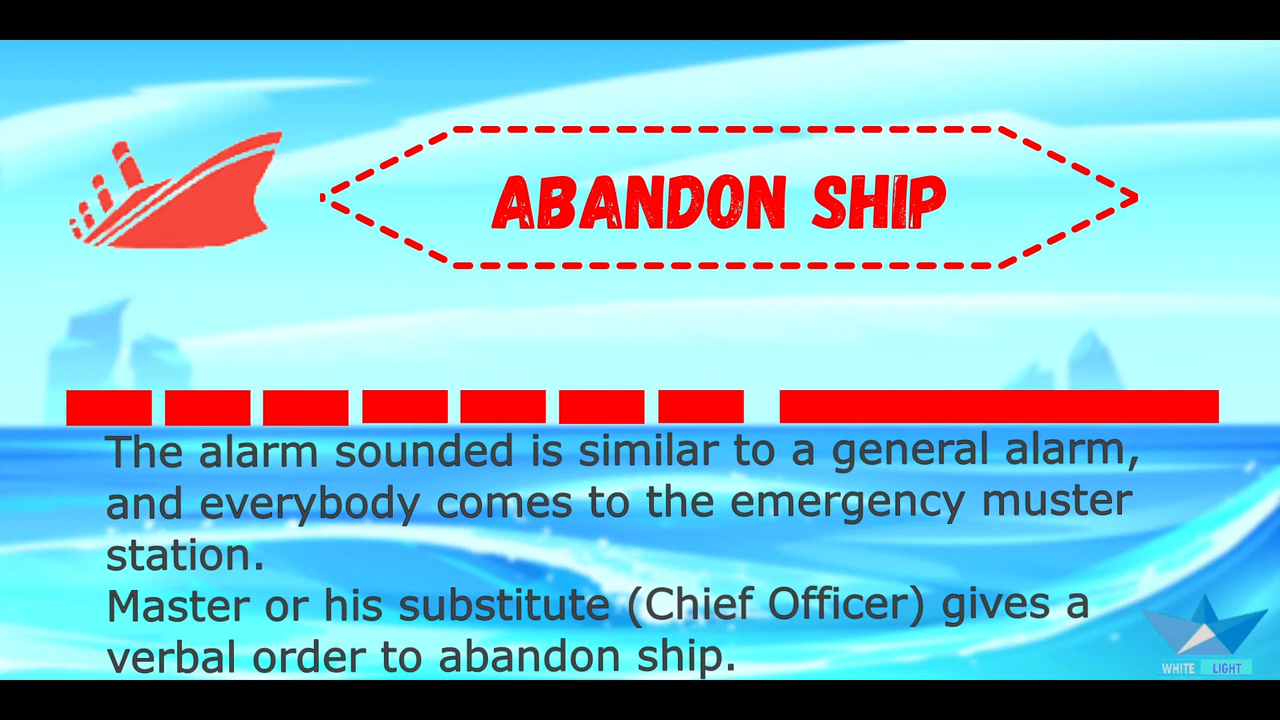 ABANDON SHIP
The alarm sounded is similar to a general alarm,
and everybody comes to the emergency muster
station.
Master or his substitute (Chief Officer) gives a
verbal order to abandon ship.
WHITE LIGHT